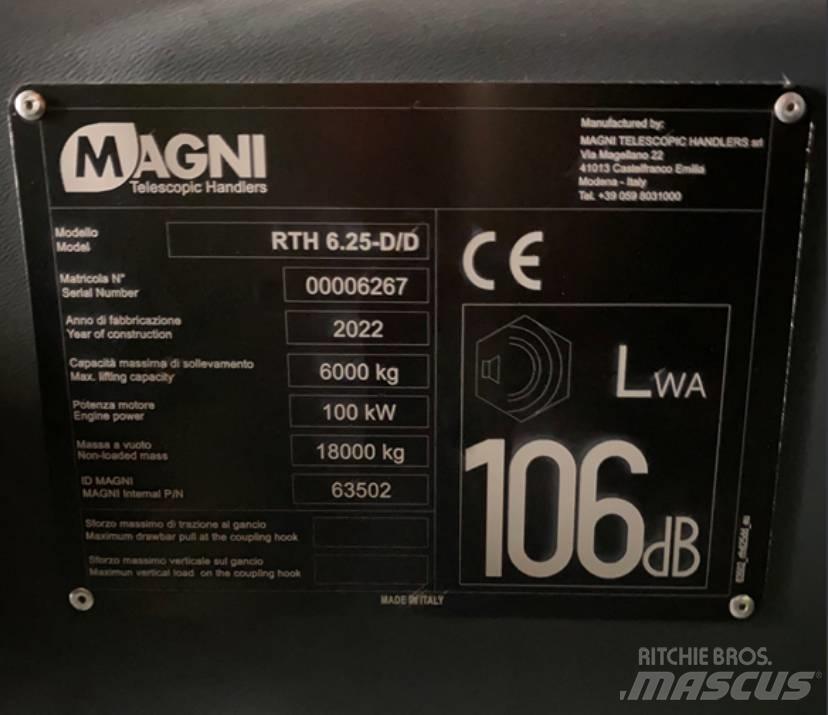 MAGNI
Telescopic Handlers
Manufactured by:
MAGNI TELESCOPIC HANDLERS srl
Via Magellano 22
41013 Castelfranco Emilia
Modena - Italy
Tel. +39 059 8031000
Modello
Model
RTH 6.25-D/D
Matricola N°
Serial Number
00006267
Anno di fabbricazione
Year of construction
2022
Capacità massima di sollevamento
Max. lifting capacity
6000 kg
Potenza motore
Engine power
100 kW
Massa a vuoto
Non-loaded mass
18000 kg
ID MAGNI
MAGNI Internal P/N
63502
Sforzo massimo di trazione al gancio
Maximum drawbar pull at the coupling hook
Sforzo massimo verticale sul gancio
Maximun vertical load on the coupling hook
CE
LWA
106dB
MADE IN ITALY
RITCHIE BROS.
MASCUS